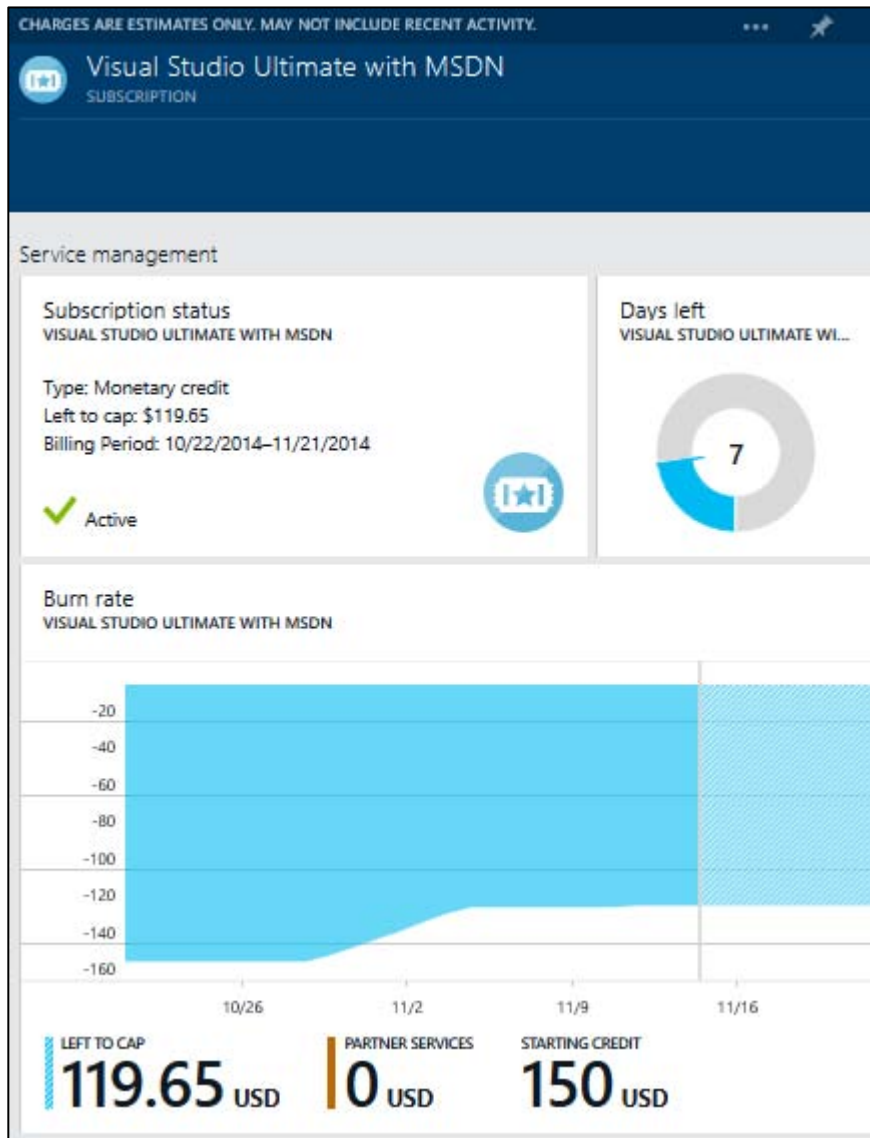 CHARGES ARE ESTIMATES ONLY. MAY NOT INCLUDE RECENT ACTIVITY.
Visual Studio Ultimate with MSDN
SUBSCRIPTION
Service management
Subscription status
VISUAL STUDIO ULTIMATE WITH MSDN
Type: Monetary credit
Left to cap: $119.65
Billing Period: 10/22/2014–11/21/2014
Active
Days left
VISUAL STUDIO ULTIMATE WI...
7
Burn rate
VISUAL STUDIO ULTIMATE WITH MSDN
-20
-40
-60
-80
-100
-120
-140
-160
10/26 11/2 11/9 11/16
LEFT TO CAP
119.65 USD
PARTNER SERVICES
0 USD
STARTING CREDIT
150 USD